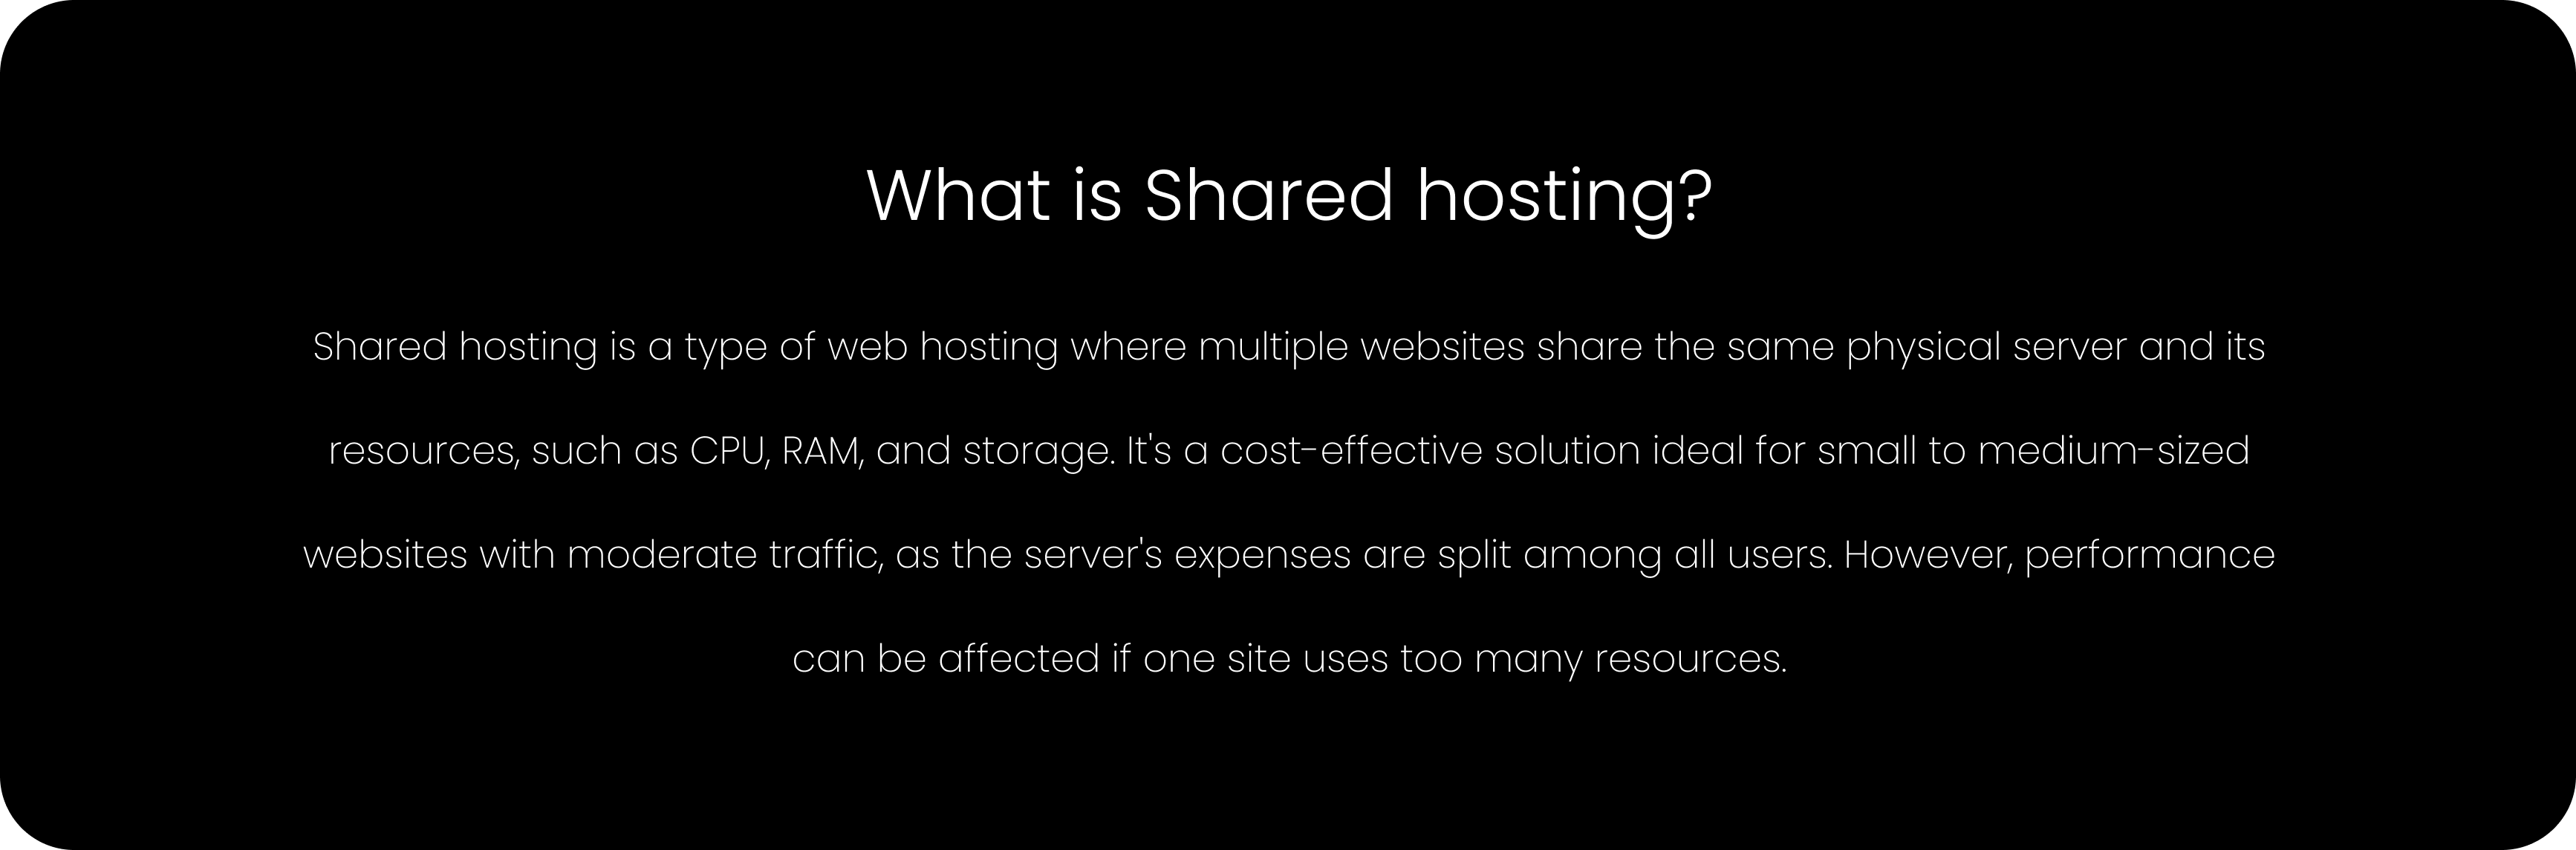 What is Shared hosting?
Shared hosting is a type of web hosting where multiple websites share the same physical server and its
resources, such as CPU, RAM, and storage. It's a cost-effective solution ideal for small to medium-sized
websites with moderate traffic, as the server's expenses are split among all users. However, performance
can be affected if one site uses too many resources.